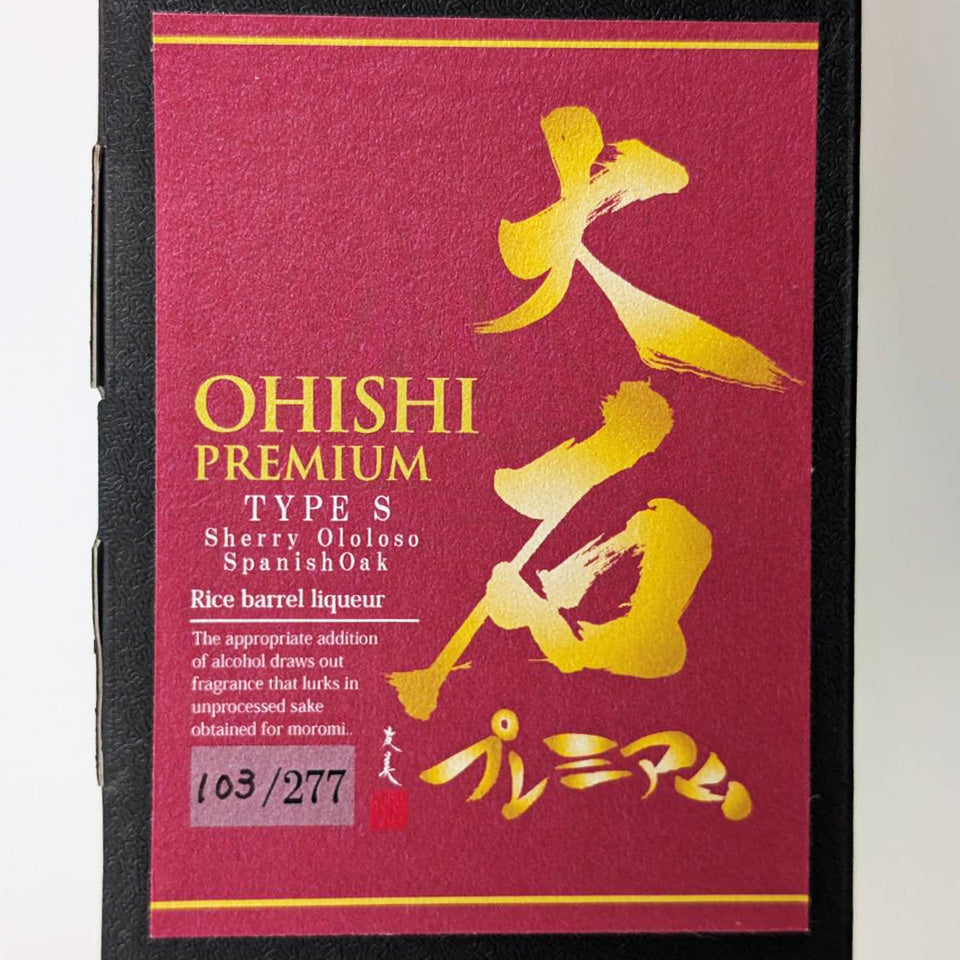 大石
プレミアム
OHISHI
PREMIUM
TYPE S
Sherry Ololoso
SpanishOak
Rice barrel liqueur
The appropriate addition
of alcohol draws out
fragrance that lurks in
unprocessed sake
obtained for moromi..
103/277